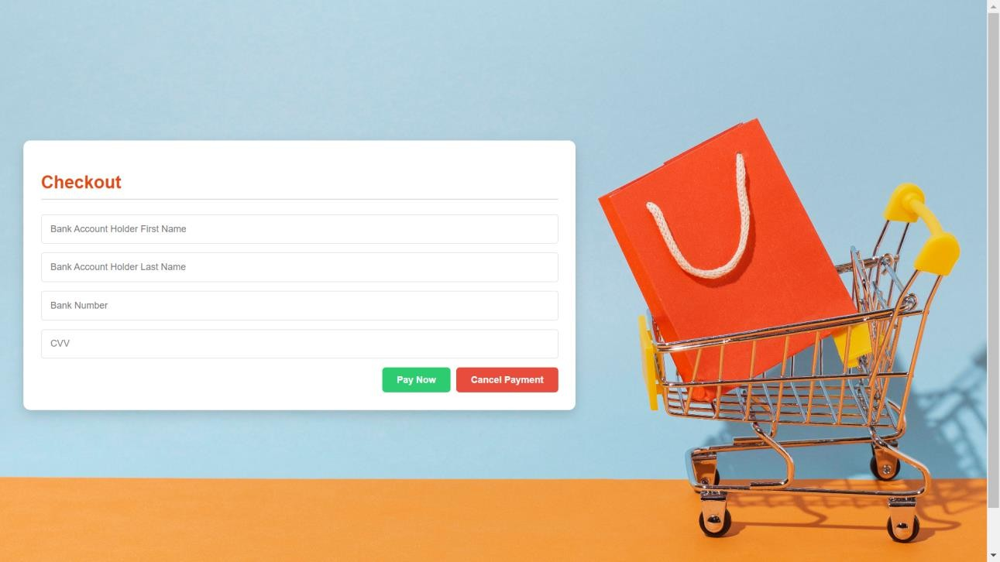 Checkout
Bank Account Holder First Name
Bank Account Holder Last Name
Bank Number
CVV
Pay Now
Cancel Payment